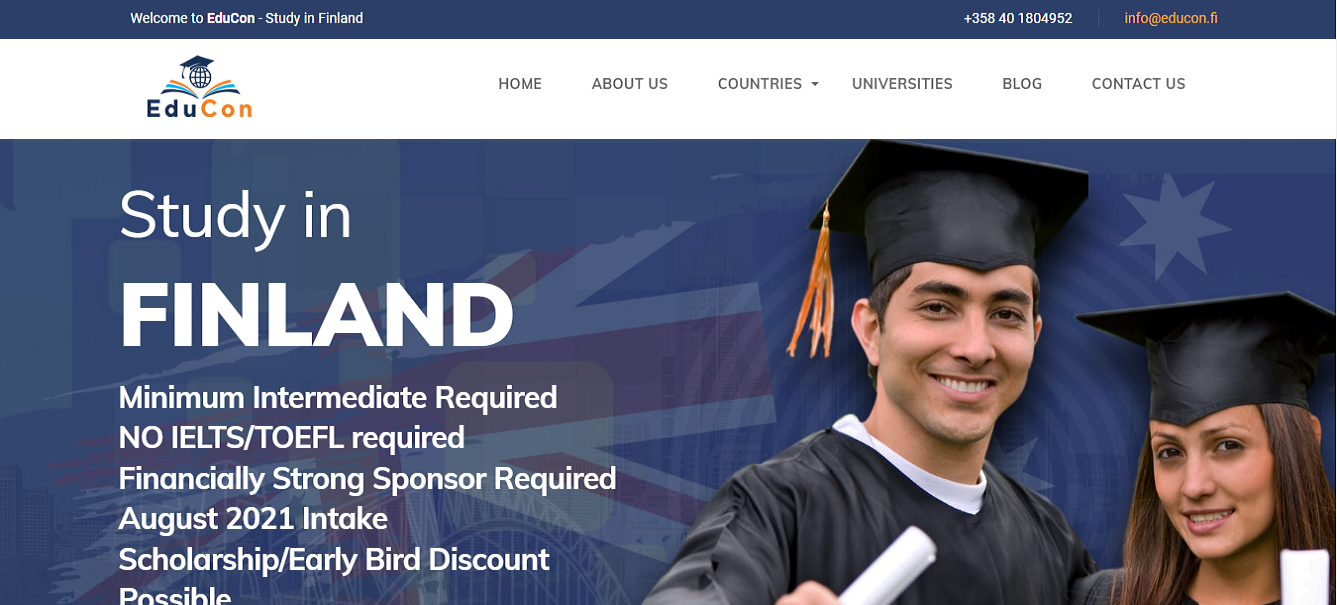 Welcome to EduCon - Study in Finland
+358 40 1804952
info@educon.fi
EduCon
HOME
ABOUT US
COUNTRIES
UNIVERSITIES
BLOG
CONTACT US
Study in
FINLAND
Minimum Intermediate Required
NO IELTS/TOEFL required
Financially Strong Sponsor Required
August 2021 Intake
Scholarship/Early Bird Discount
Possible